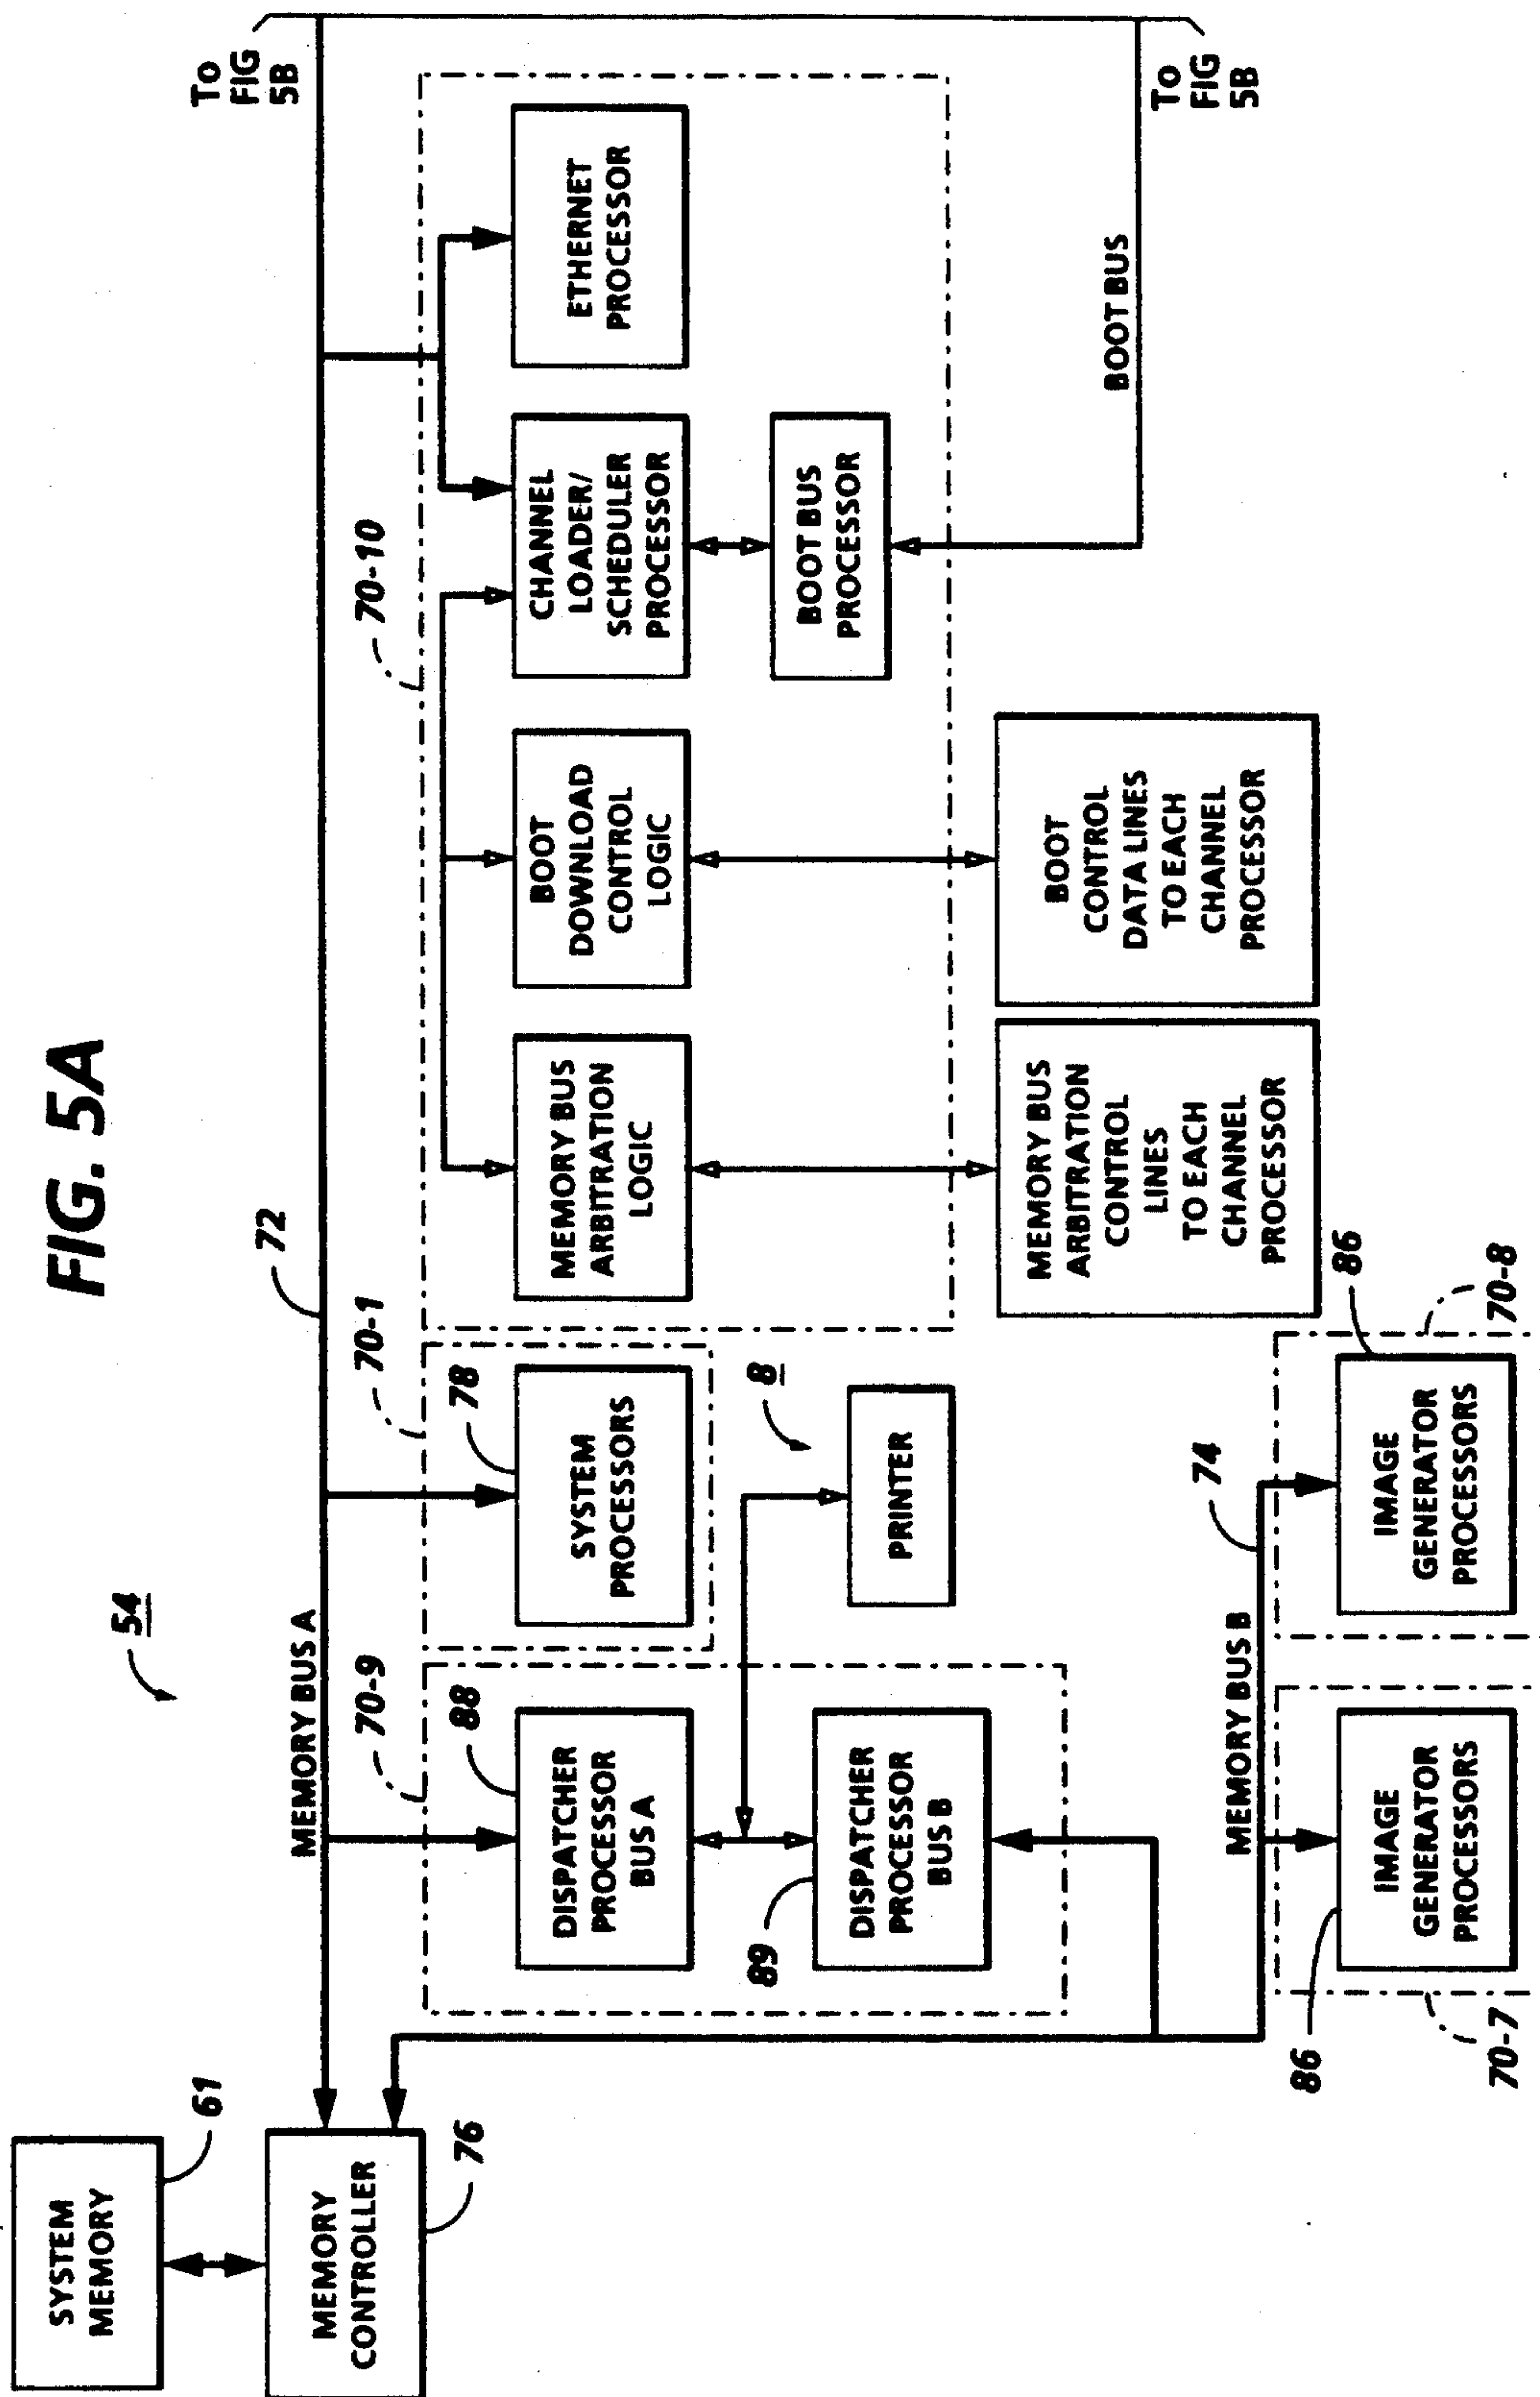 FIG. 5A
54
SYSTEM
MEMORY
61
MEMORY
CONTROLLER
76
MEMORY BUS A
72
To
FIG
5B
70-9
88
DISPATCHER
PROCESSOR
BUS A
89
DISPATCHER
PROCESSOR
BUS B
70-1
78
SYSTEM
PROCESSORS
8
PRINTER
70-10
MEMORY BUS
ARBITRATION
LOGIC
BOOT
DOWNLOAD
CONTROL
LOGIC
CHANNEL
LOADER/
SCHEDULER
PROCESSOR
ETHERNET
PROCESSOR
BOOT BUS
PROCESSOR
MEMORY BUS
ARBITRATION
CONTROL
LINES
TO EACH
CHANNEL
PROCESSOR
BOOT
CONTROL
DATA LINES
TO EACH
CHANNEL
PROCESSOR
BOOT BUS
To
FIG
5B
MEMORY BUS B
74
86
IMAGE
GENERATOR
PROCESSORS
70-7
86
IMAGE
GENERATOR
PROCESSORS
70-8